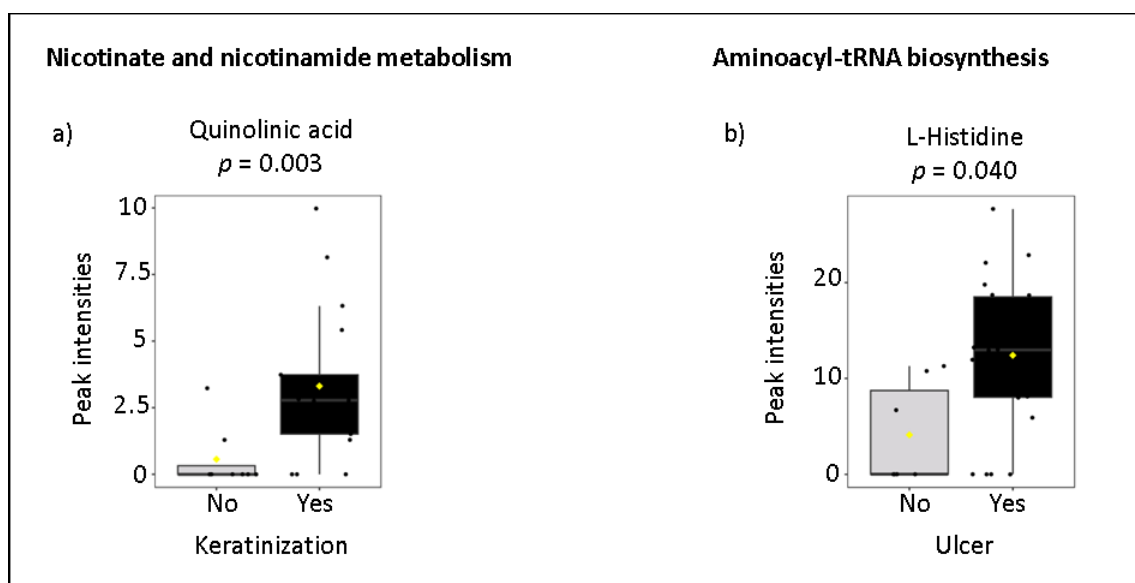 Nicotinate and nicotinamide metabolism
Aminoacyl-tRNA biosynthesis
a)
Quinolinic acid
p = 0.003
Peak intensities
10
7.5
5
2.5
0
No
Yes
Keratinization
b)
L-Histidine
p = 0.040
Peak intensities
20
10
0
No
Yes
Ulcer